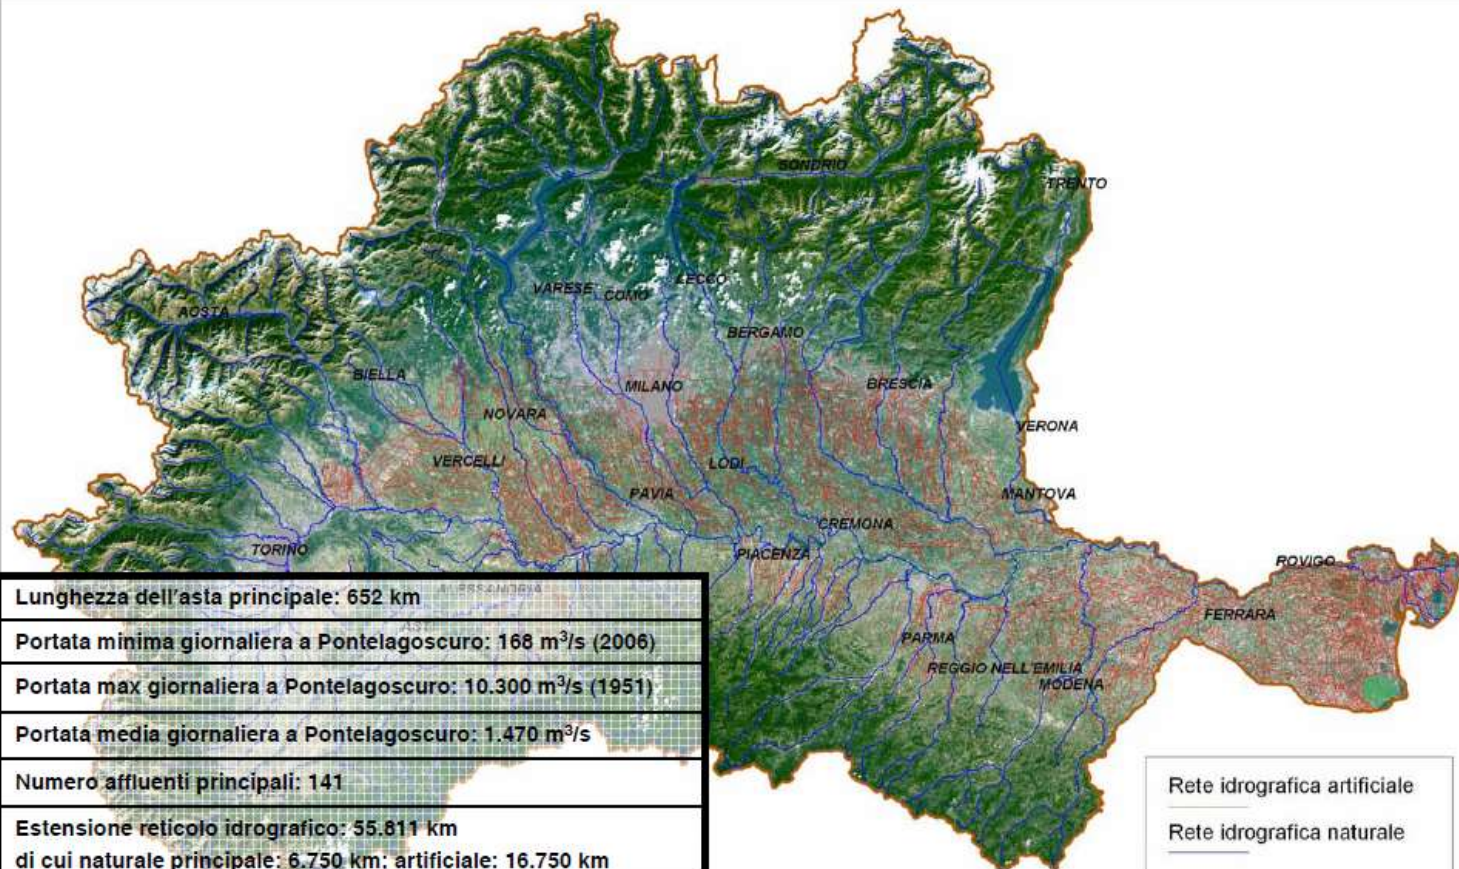 SONDRIO
TRENTO
LECCO
VARESE
COMO
AOSTA
BERGAMO
BIELLA
MILANO
BRESCIA
NOVARA
VERONA
VERCELLI
LODI
PAVIA
MANTOVA
CREMONA
TORINO
PIACENZA
ROVIGO
FERRARA
PARMA
REGGIO NELL'EMILIA
MODENA
Lunghezza dell'asta principale: 652 km
Portata minima giornaliera a Pontelagoscuro: 168 m³/s (2006)
Portata max giornaliera a Pontelagoscuro: 10.300 m³/s (1951)
Portata media giornaliera a Pontelagoscuro: 1.470 m³/s
Numero affluenti principali: 141
Estensione reticolo idrografico: 55.811 km
di cui naturale principale: 6.750 km; artificiale: 16.750 km
Rete idrografica artificiale
Rete idrografica naturale